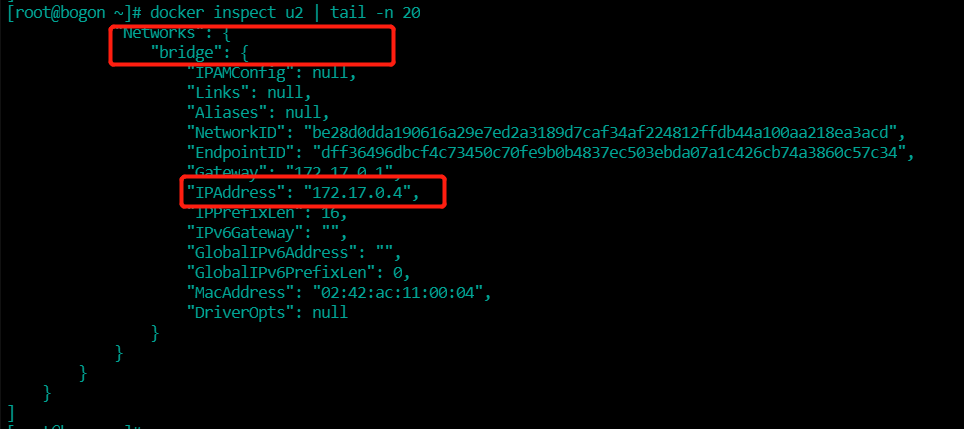 [root@bogon ~]# docker inspect u2 | tail -n 20
"Networks": {
"bridge": {
"IPAMConfig": null,
"Links": null,
"Aliases": null,
"NetworkID": "be28d0dda190616a29e7ed2a3189d7caf34af224812ffdb44a100aa218ea3acd",
"EndpointID": "dff36496dbcf4c73450c70fe9b0b4837ec503ebda07a1c426cb74a3860c57c34",
"Gateway": "172.17.0.1",
"IPAddress": "172.17.0.4",
"IPPrefixLen": 16,
"IPv6Gateway": "",
"GlobalIPv6Address": "",
"GlobalIPv6PrefixLen": 0,
"MacAddress": "02:42:ac:11:00:04",
"DriverOpts": null
}
}
}
}
]